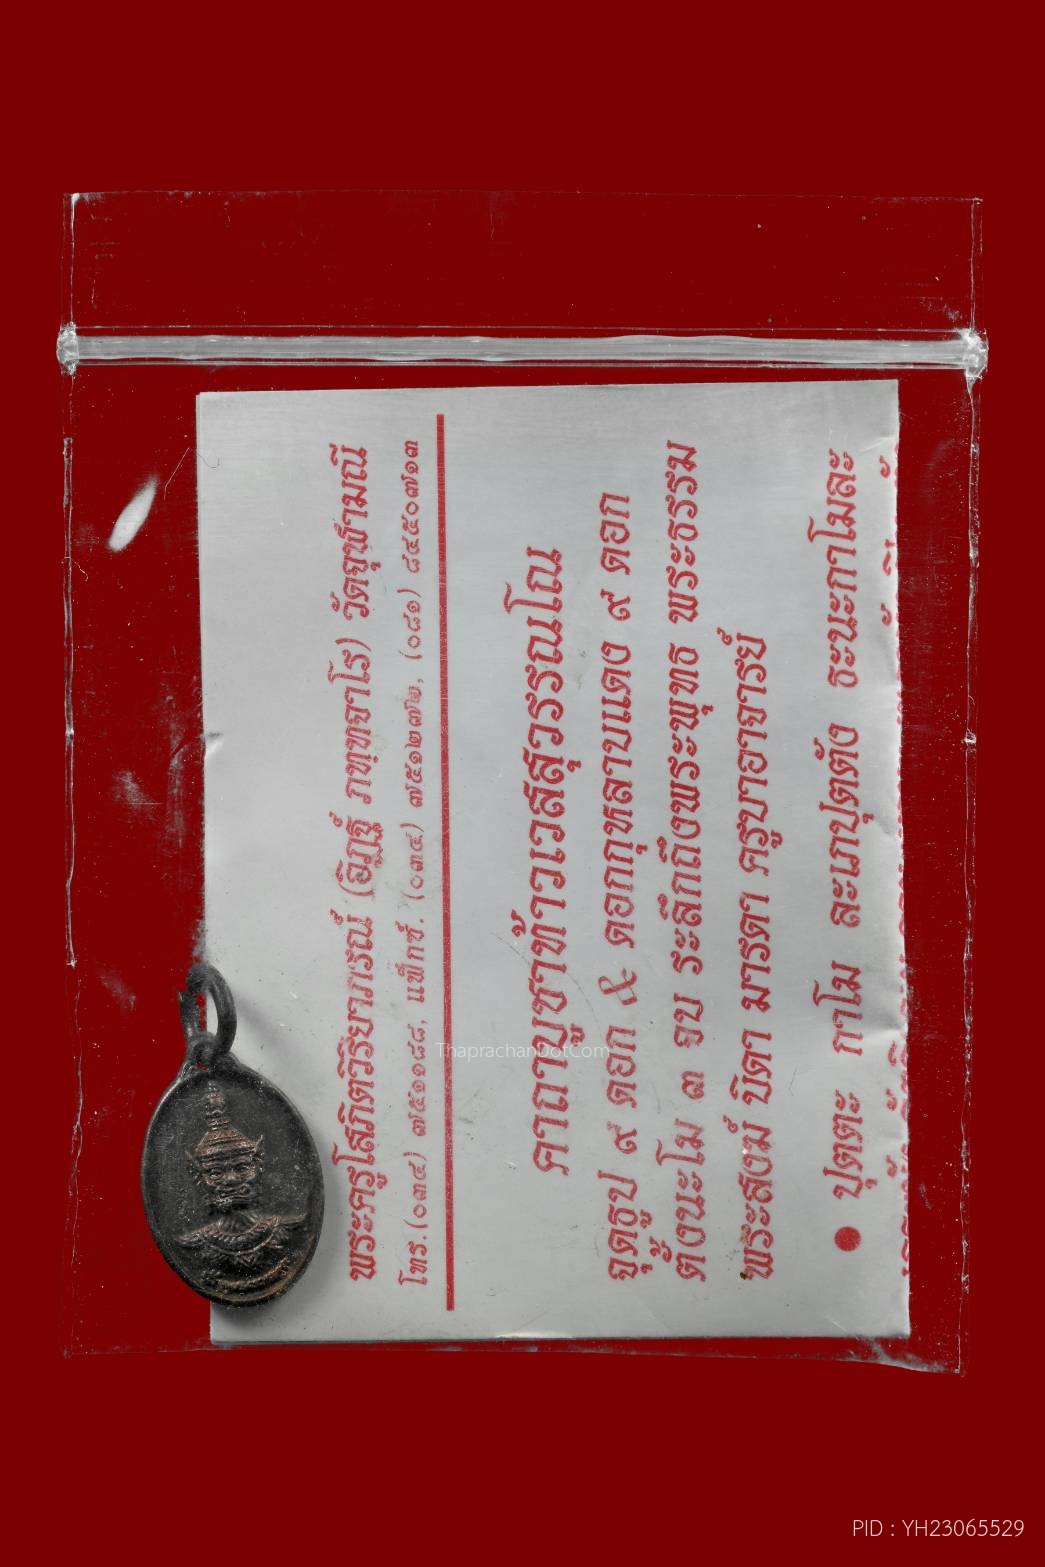 พระครูโสภิตวิริยาภรณ์ (อิฏฐ์ ภทฺทจาโร) วัดจุฬามณี
โทร.(๐๓๔) ๗๕๑๑๘๘, แฟ็กซ์. (๐๓๔) ๗๕๑๒๗๒, (๐๘๑) ๘๔๕๐๗๑๓
คาถาบูชาท้าวเวสสุวรรณโณ
จุดธูป ๙ ดอก & ดอกกุหลาบแดง ๙ ดอก
ตั้งนะโม ๓ จบ ระลึกถึงพระพุทธ พระธรรม
พระสงฆ์ บิดา มารดา ครูบาอาจารย์
● ปุตตะ กาโม ละเภปุตตัง ธะนะกาโมละ
ThaprachanDotCom
PID : YH23065529